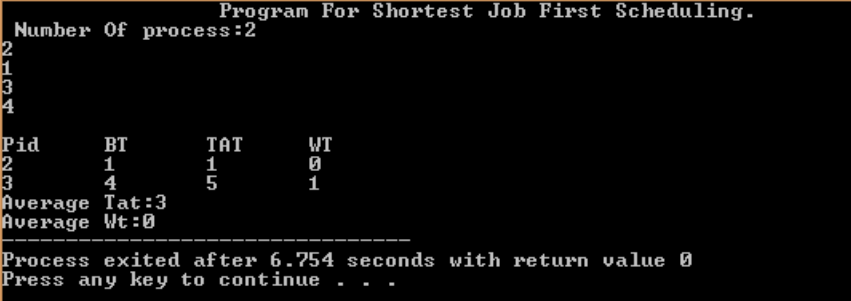 Program For Shortest Job First Scheduling.
Number Of process:2
2
1
3
4
Pid BT TAT WT
2 1 1 0
3 4 5 1
Average Tat:3
Average Wt:0
--------------------------------
Process exited after 6.754 seconds with return value 0
Press any key to continue . . .